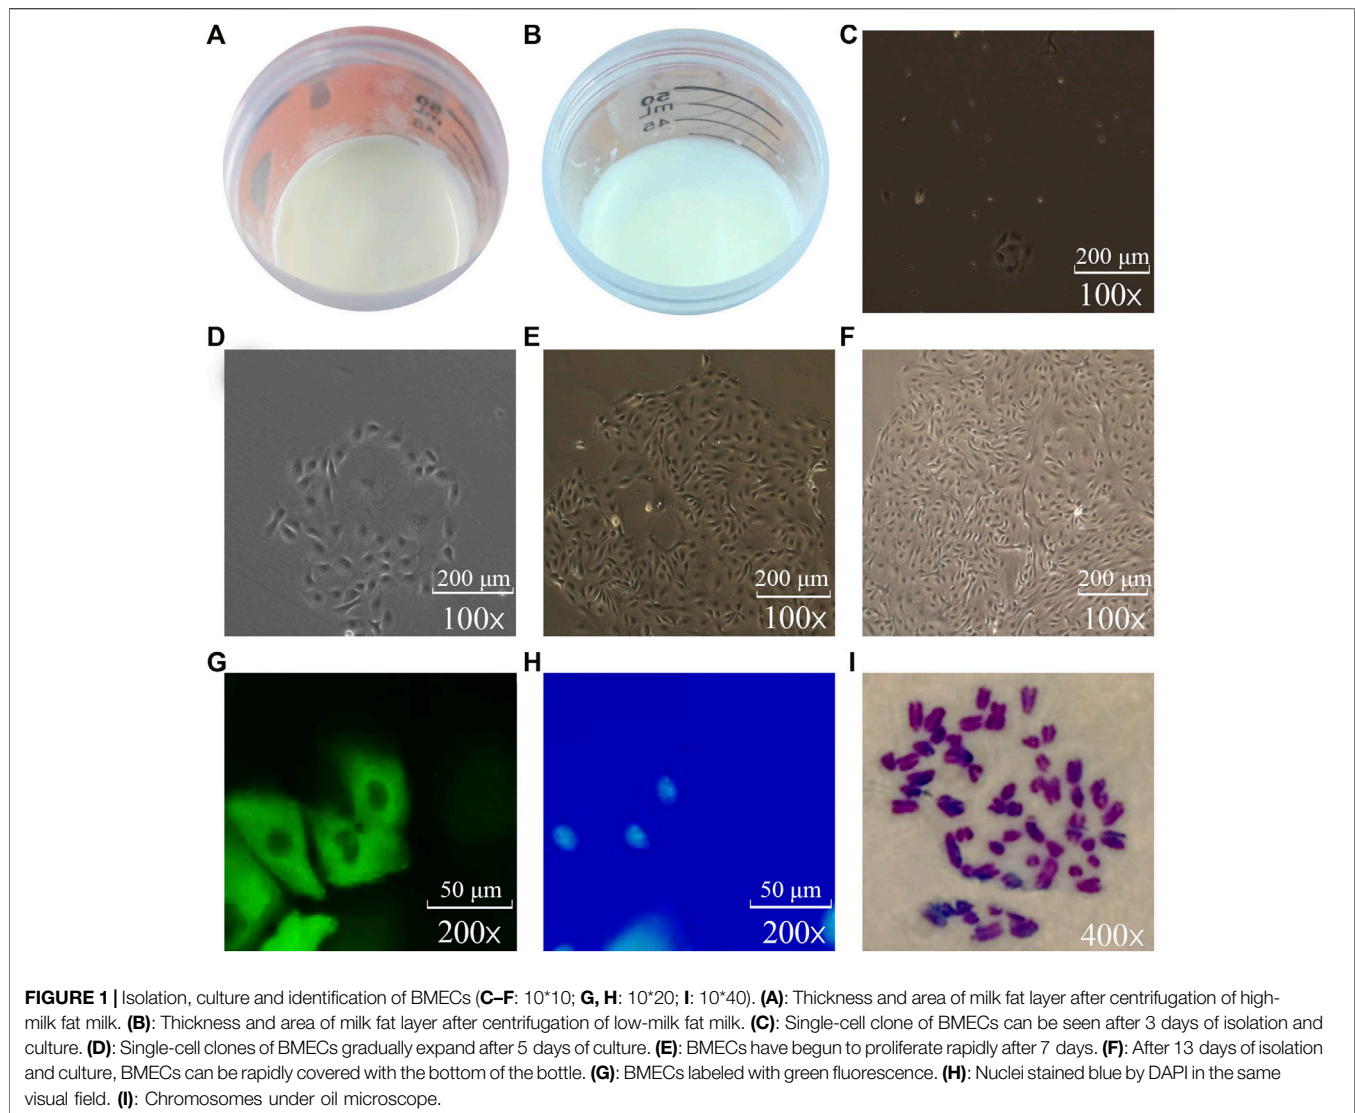 A
B
C
50
mL
45
50
mL
45
200 µm
100x
D
E
F
200 µm
100x
200 µm
100x
200 µm
100x
G
H
I
50 µm
200x
50 µm
200x
400x
FIGURE 1 | Isolation, culture and identification of BMECs (C–F: 10*10; G, H: 10*20; I: 10*40). (A): Thickness and area of milk fat layer after centrifugation of high-
milk fat milk. (B): Thickness and area of milk fat layer after centrifugation of low-milk fat milk. (C): Single-cell clone of BMECs can be seen after 3 days of isolation and
culture. (D): Single-cell clones of BMECs gradually expand after 5 days of culture. (E): BMECs have begun to proliferate rapidly after 7 days. (F): After 13 days of isolation
and culture, BMECs can be rapidly covered with the bottom of the bottle. (G): BMECs labeled with green fluorescence. (H): Nuclei stained blue by DAPI in the same
visual field. (I): Chromosomes under oil microscope.